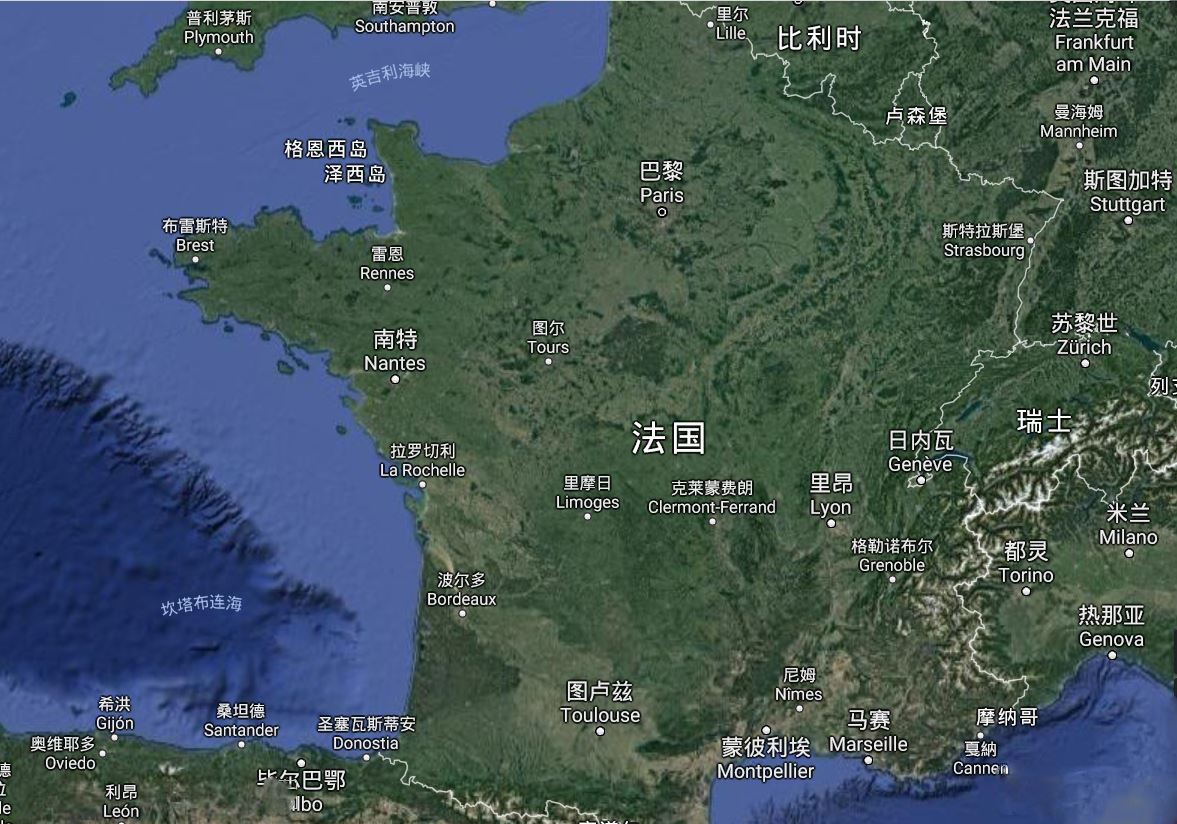 普利茅斯
Plymouth
南安普敦
Southampton
里尔
Lille
比利时
法兰克福
Frankfurt
am Main
英吉利海峡
卢森堡
曼海姆
Mannheim
格恩西岛
泽西岛
巴黎
Paris
斯图加特
Stuttgart
布雷斯特
Brest
斯特拉斯堡
Strasbourg
雷恩
Rennes
南特
Nantes
图尔
Tours
苏黎世
Zürich
瑞士
法国
日内瓦
Genève
拉罗切利
La Rochelle
里摩日
Limoges
克莱蒙费朗
Clermont-Ferrand
里昂
Lyon
米兰
Milano
格勒诺布尔
Grenoble
都灵
Torino
波尔多
Bordeaux
坎塔布连海
热那亚
Genova
尼姆
Nîmes
图卢兹
Toulouse
希洪
Gijón
桑坦德
Santander
圣塞瓦斯蒂安
Donostia
马赛
Marseille
摩纳哥
奥维耶多
Oviedo
蒙彼利埃
Montpellier
戛納
毕尔巴鄂
利昂
León